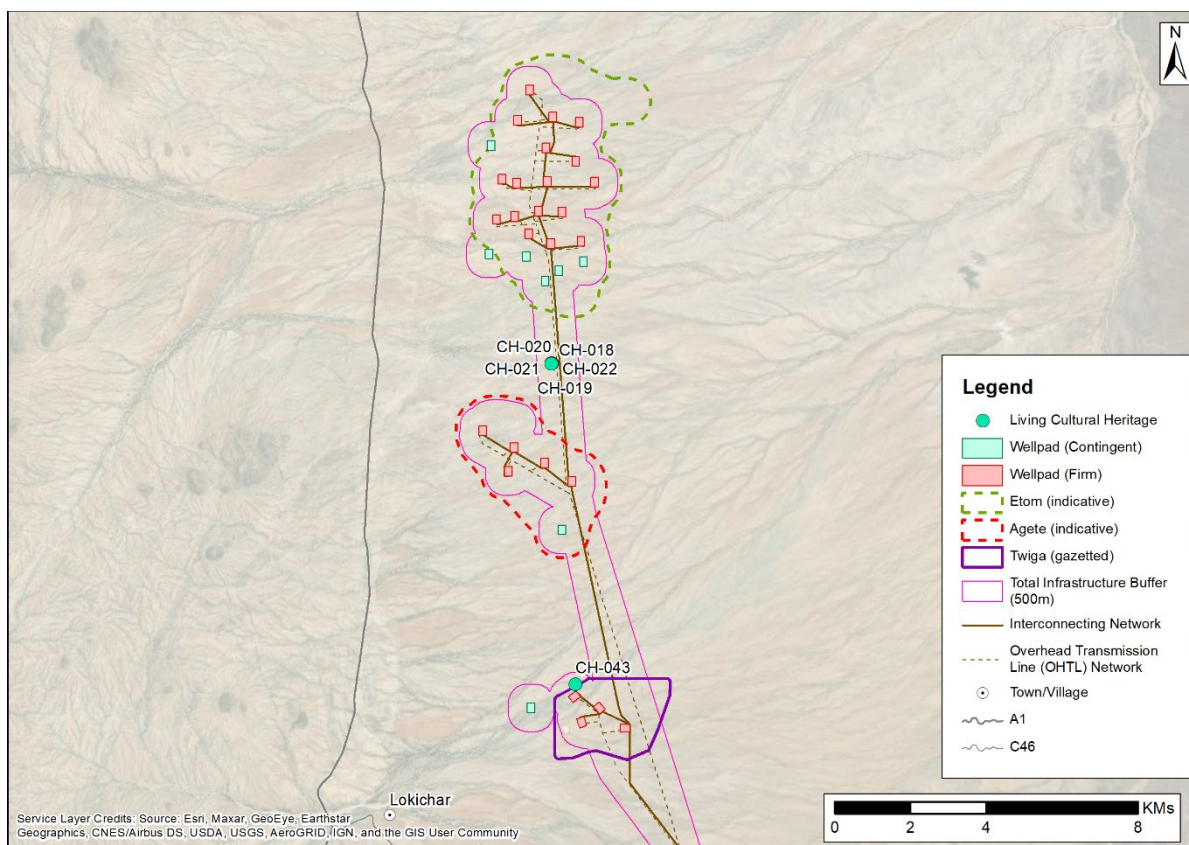 N
CH-020
CH-018
CH-021
CH-022
CH-019
CH-043
Lokichar
Legend
Living Cultural Heritage
Wellpad (Contingent)
Wellpad (Firm)
Etom (indicative)
Agete (indicative)
Twiga (gazetted)
Total Infrastructure Buffer
(500m)
Interconnecting Network
Overhead Transmission
Line (OHTL) Network
Town/Village
A1
C46
KMs
0 2 4 8
Service Layer Credits: Source: Esri, Maxar, GeoEye, Earthstar
Geographics, CNES/Airbus DS, USDA, USGS, AeroGRID, IGN, and the GIS User Community